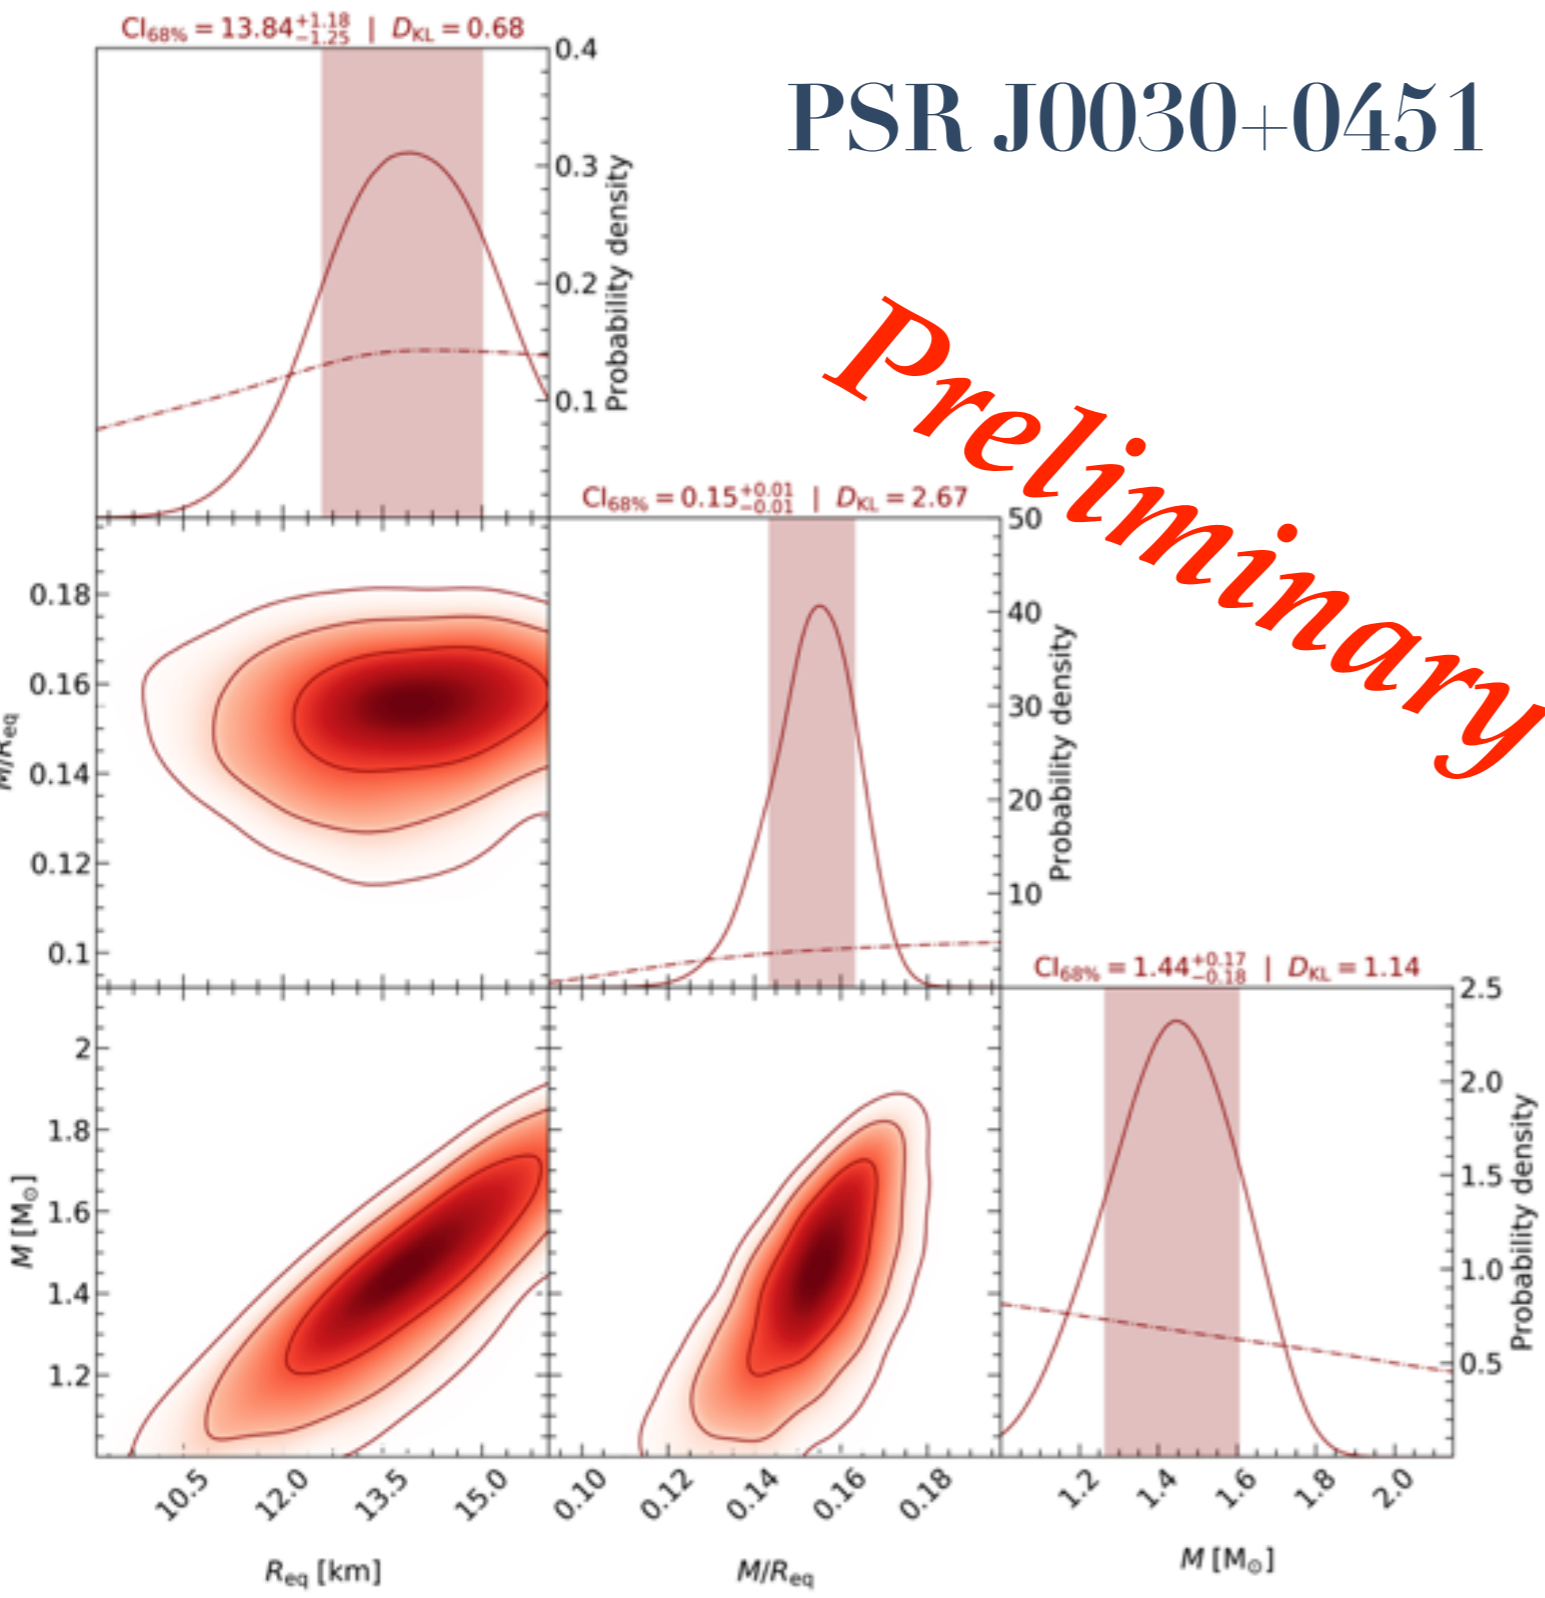 CI68% = 13.84 +1.18 −1.25 | DKL = 0.68
PSR J0030+0451
Preliminary
0.4
0.3
0.2
0.1
Probability density
CI68% = 0.15 +0.01 −0.01 | DKL = 2.67
0.18
0.16
0.14
0.12
0.1
M/Req
50
40
30
20
10
Probability density
CI68% = 1.44 +0.17 −0.18 | DKL = 1.14
2
1.8
1.6
1.4
1.2
M [M⊙]
2.5
2.0
1.5
1.0
0.5
Probability density
10.5 12.0 13.5 15.0
0.10 0.12 0.14 0.16 0.18
1.2 1.4 1.6 1.8 2.0
Req [km]
M/Req
M [M⊙]